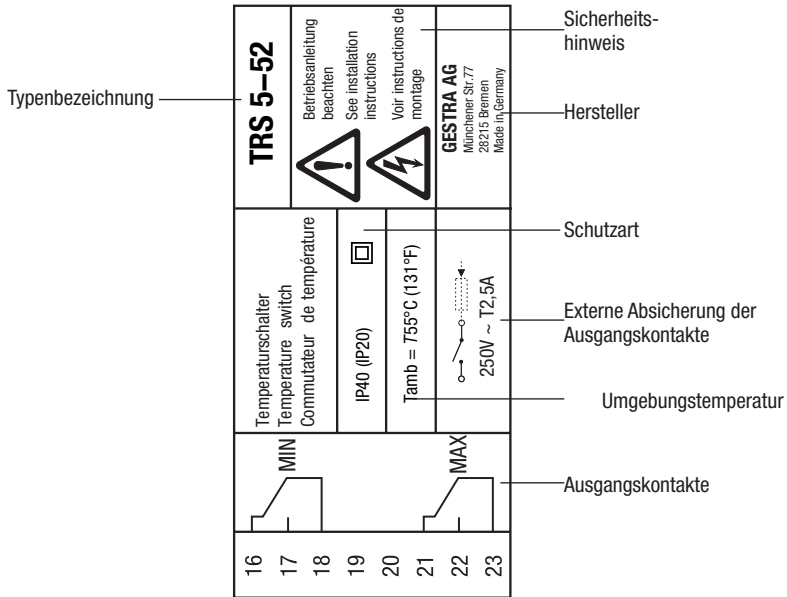 Typenbezeichnung
TRS 5–52
Betriebsanleitung
beachten
See installation
instructions
Voir instructions de
montage
GESTRA AG
Münchener Str.77
28215 Bremen
Made in Germany
Temperaturschalter
Temperature switch
Commutateur de température
IP40 (IP20)
Tamb = T55°C (131°F)
250V ~ T2,5A
MIN
MAX
16
17
18
19
20
21
22
23
Sicherheits-
hinweis
Hersteller
Schutzart
Externe Absicherung der
Ausgangskontakte
Umgebungstemperatur
Ausgangskontakte